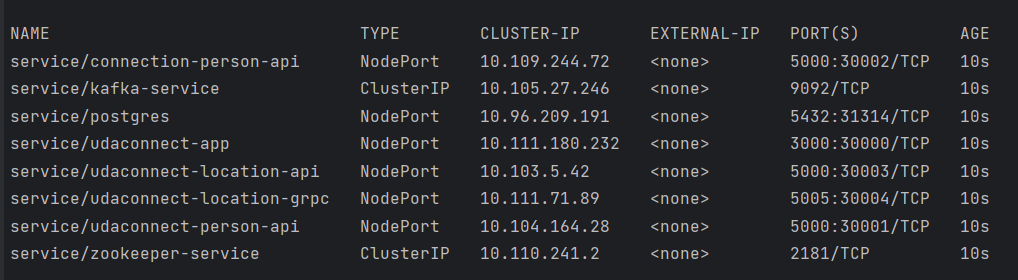 NAME TYPE CLUSTER-IP EXTERNAL-IP PORT(S) AGE
service/connection-person-api NodePort 10.109.244.72 <none> 5000:30002/TCP 10s
service/kafka-service ClusterIP 10.105.27.246 <none> 9092/TCP 10s
service/postgres NodePort 10.96.209.191 <none> 5432:31314/TCP 10s
service/udaconnect-app NodePort 10.111.180.232 <none> 3000:30000/TCP 10s
service/udaconnect-location-api NodePort 10.103.5.42 <none> 5000:30003/TCP 10s
service/udaconnect-location-grpc NodePort 10.111.71.89 <none> 5005:30004/TCP 10s
service/udaconnect-person-api NodePort 10.104.164.28 <none> 5000:30001/TCP 10s
service/zookeeper-service ClusterIP 10.110.241.2 <none> 2181/TCP 10s